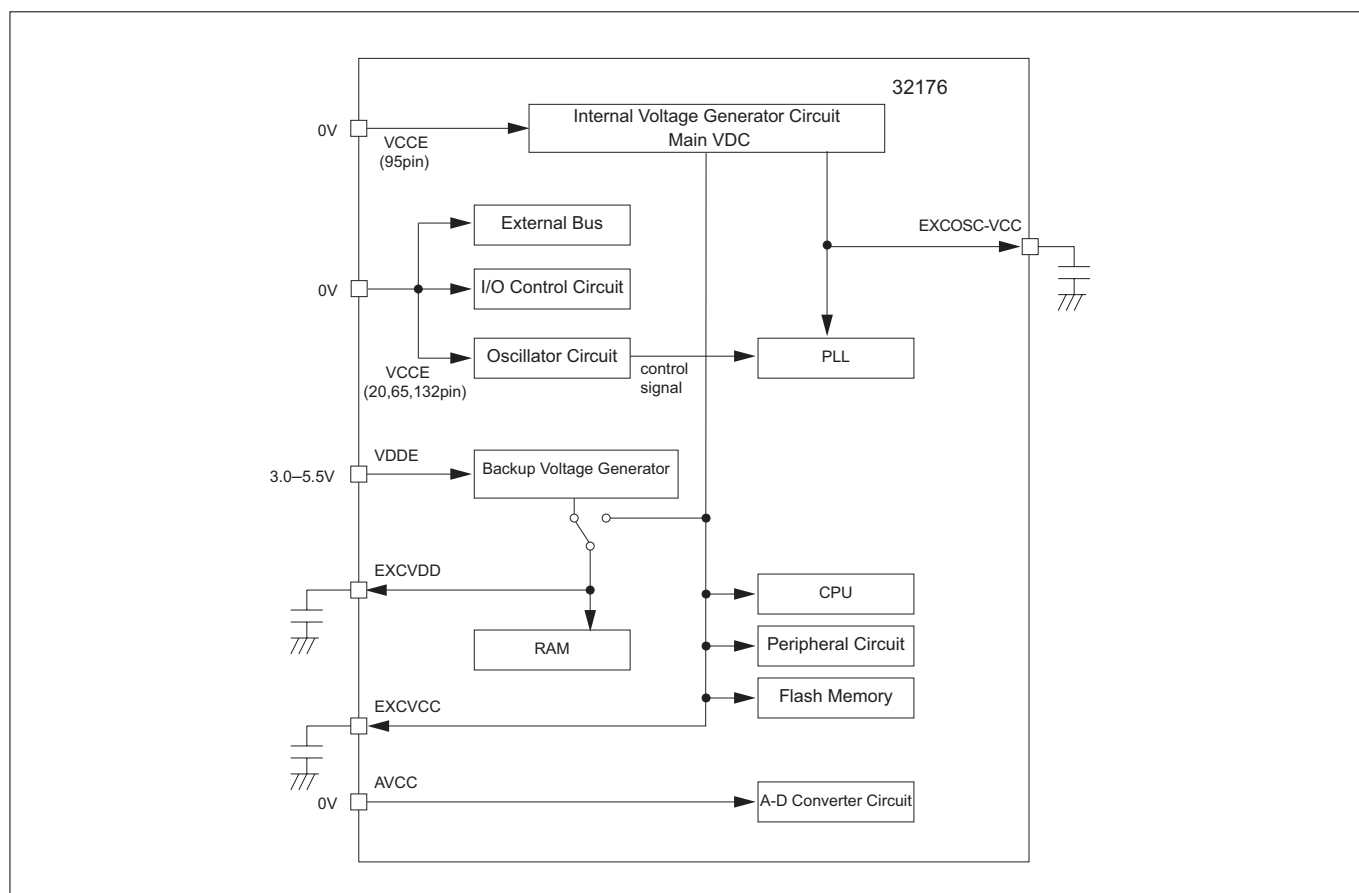 32176
Internal Voltage Generator Circuit
Main VDC
0V
VCCE
(95pin)
External Bus
EXCOSC-VCC
0V
I/O Control Circuit
Oscillator Circuit
PLL
VCCE
(20,65,132pin)
control
signal
VDDE
3.0–5.5V
Backup Voltage Generator
EXCVDD
CPU
RAM
Peripheral Circuit
Flash Memory
EXCVCC
AVCC
0V
A-D Converter Circuit